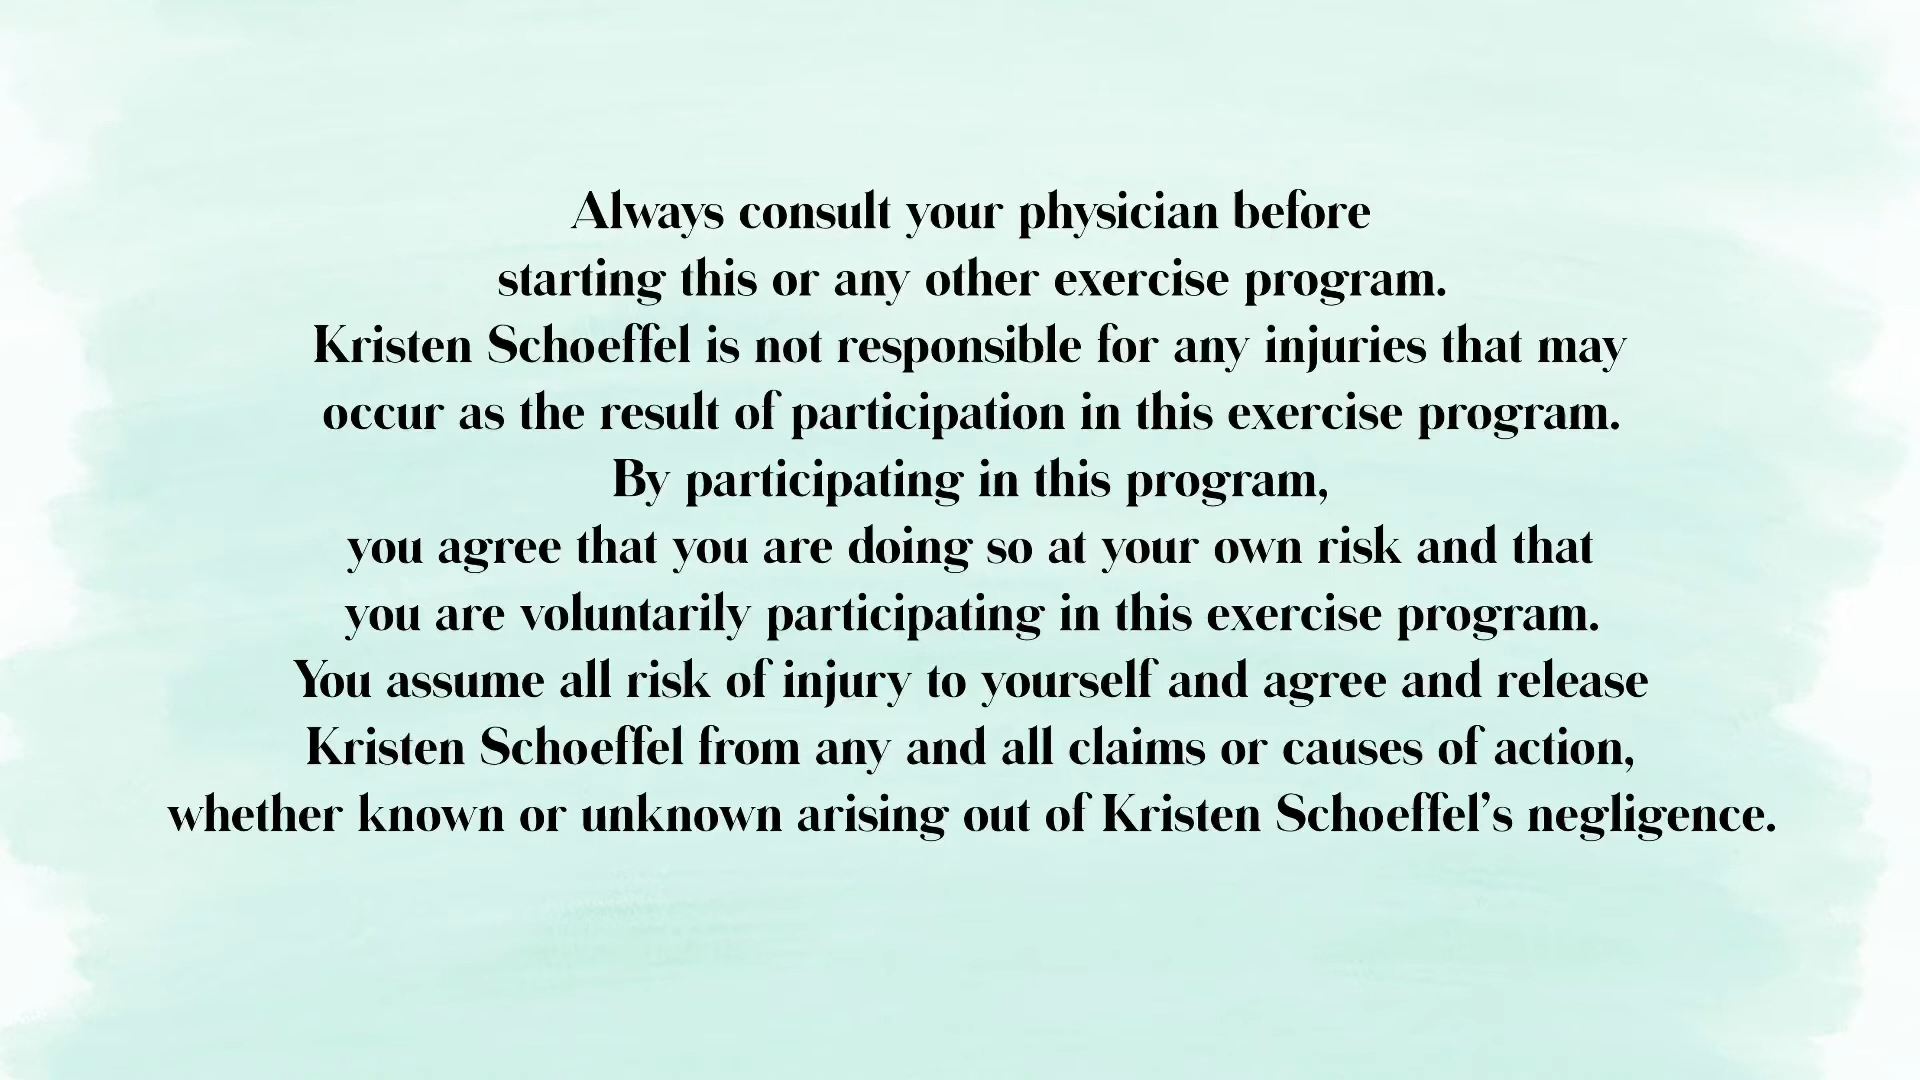 Always consult your physician before
starting this or any other exercise program.
Kristen Schoeffel is not responsible for any injuries that may
occur as the result of participation in this exercise program.
By participating in this program,
you agree that you are doing so at your own risk and that
you are voluntarily participating in this exercise program.
You assume all risk of injury to yourself and agree and release
Kristen Schoeffel from any and all claims or causes of action,
whether known or unknown arising out of Kristen Schoeffel’s negligence.